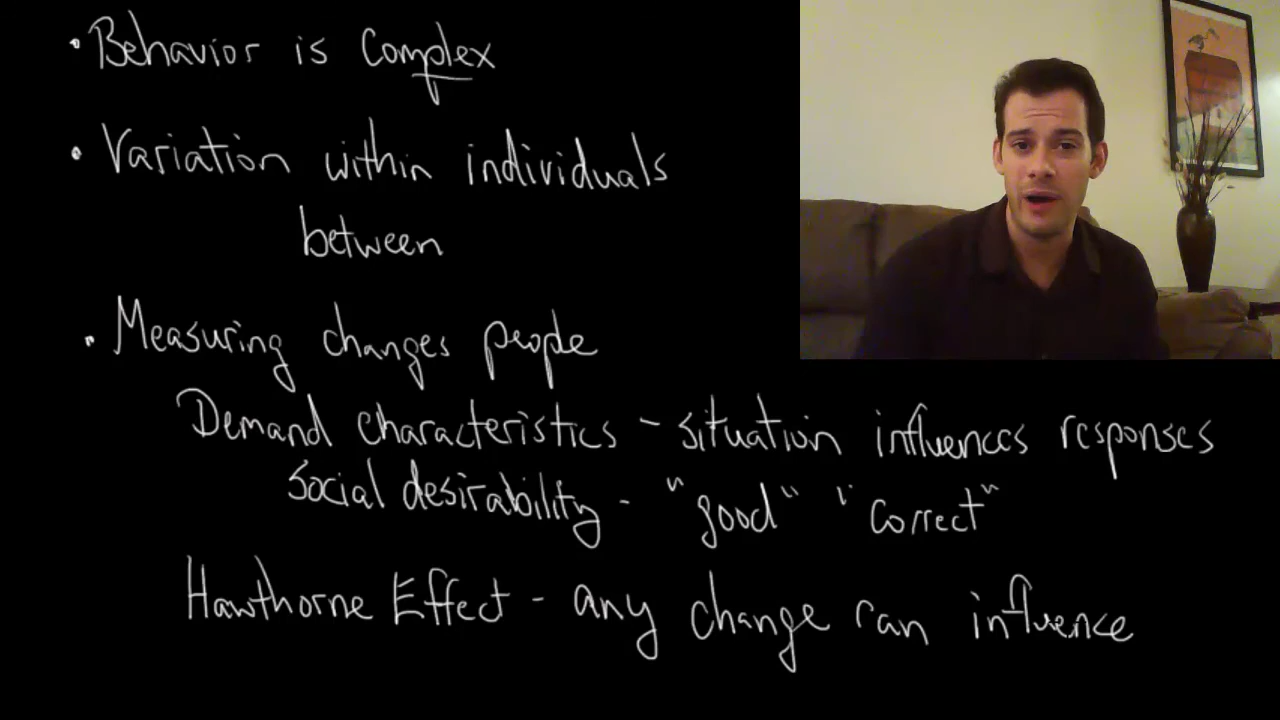 • Behavior is Complex
• Variation within individuals
between
• Measuring changes people
Demand characteristics - situation influences responses
Social desirability - "good" "correct"
Hawthorne Effect - any change can influence